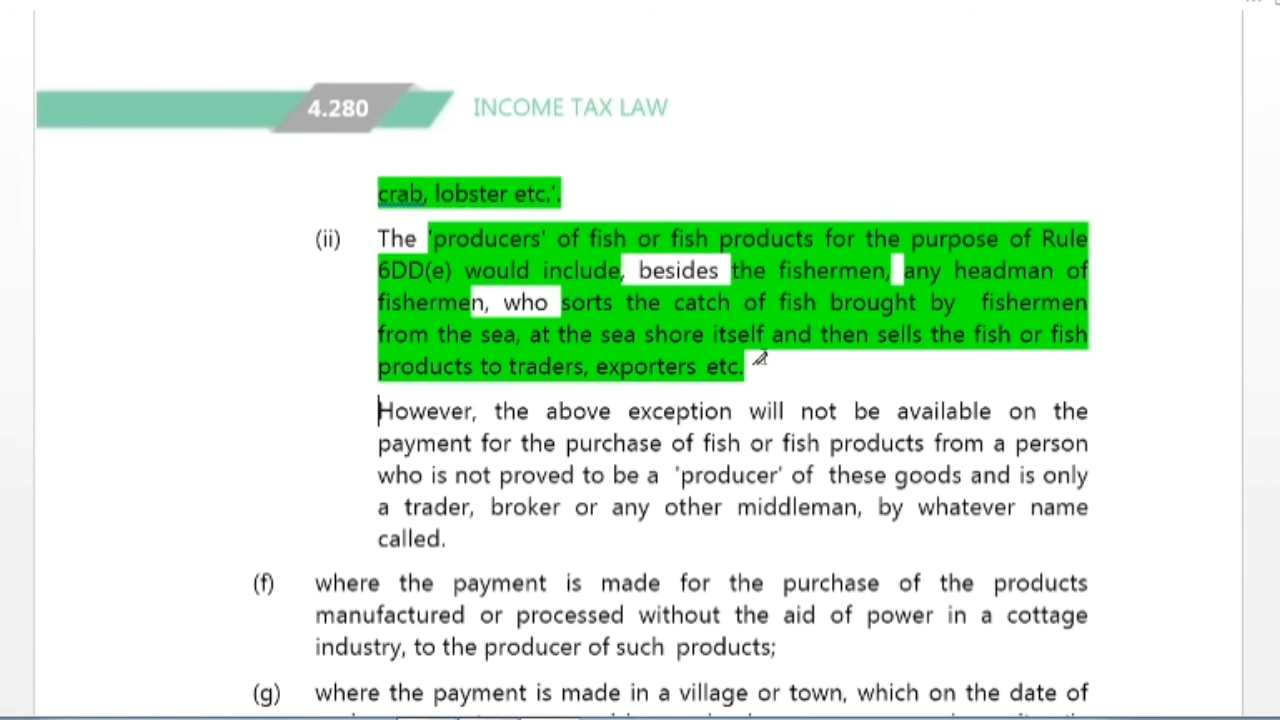 4.280 INCOME TAX LAW
crab, lobster etc.'.
(ii) The 'producers' of fish or fish products for the purpose of Rule
6DD(e) would include, besides the fishermen, any headman of
fishermen, who sorts the catch of fish brought by fishermen
from the sea, at the sea shore itself and then sells the fish or fish
products to traders, exporters etc.
However, the above exception will not be available on the
payment for the purchase of fish or fish products from a person
who is not proved to be a 'producer' of these goods and is only
a trader, broker or any other middleman, by whatever name
called.
(f) where the payment is made for the purchase of the products
manufactured or processed without the aid of power in a cottage
industry, to the producer of such products;
(g) where the payment is made in a village or town, which on the date of